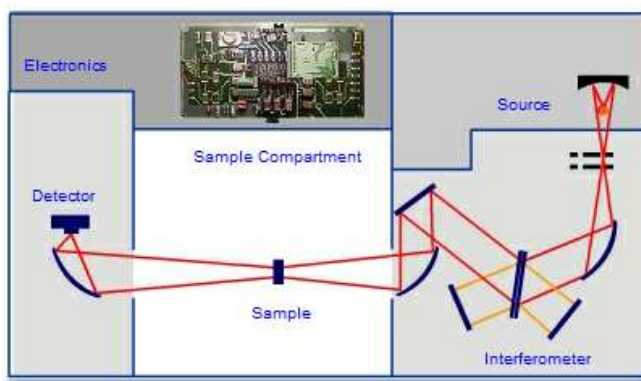 Electronics
Source
Sample Compartment
Detector
Sample
Interferometer